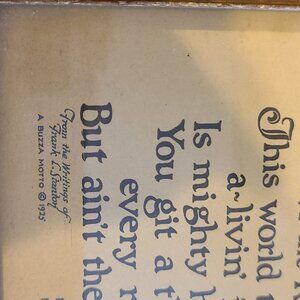 This world
a-livin'
Is mighty
You git a
every
But ain't
From the Writings of
Frank L. Stanton
A BUZZA MOTTO © 1925